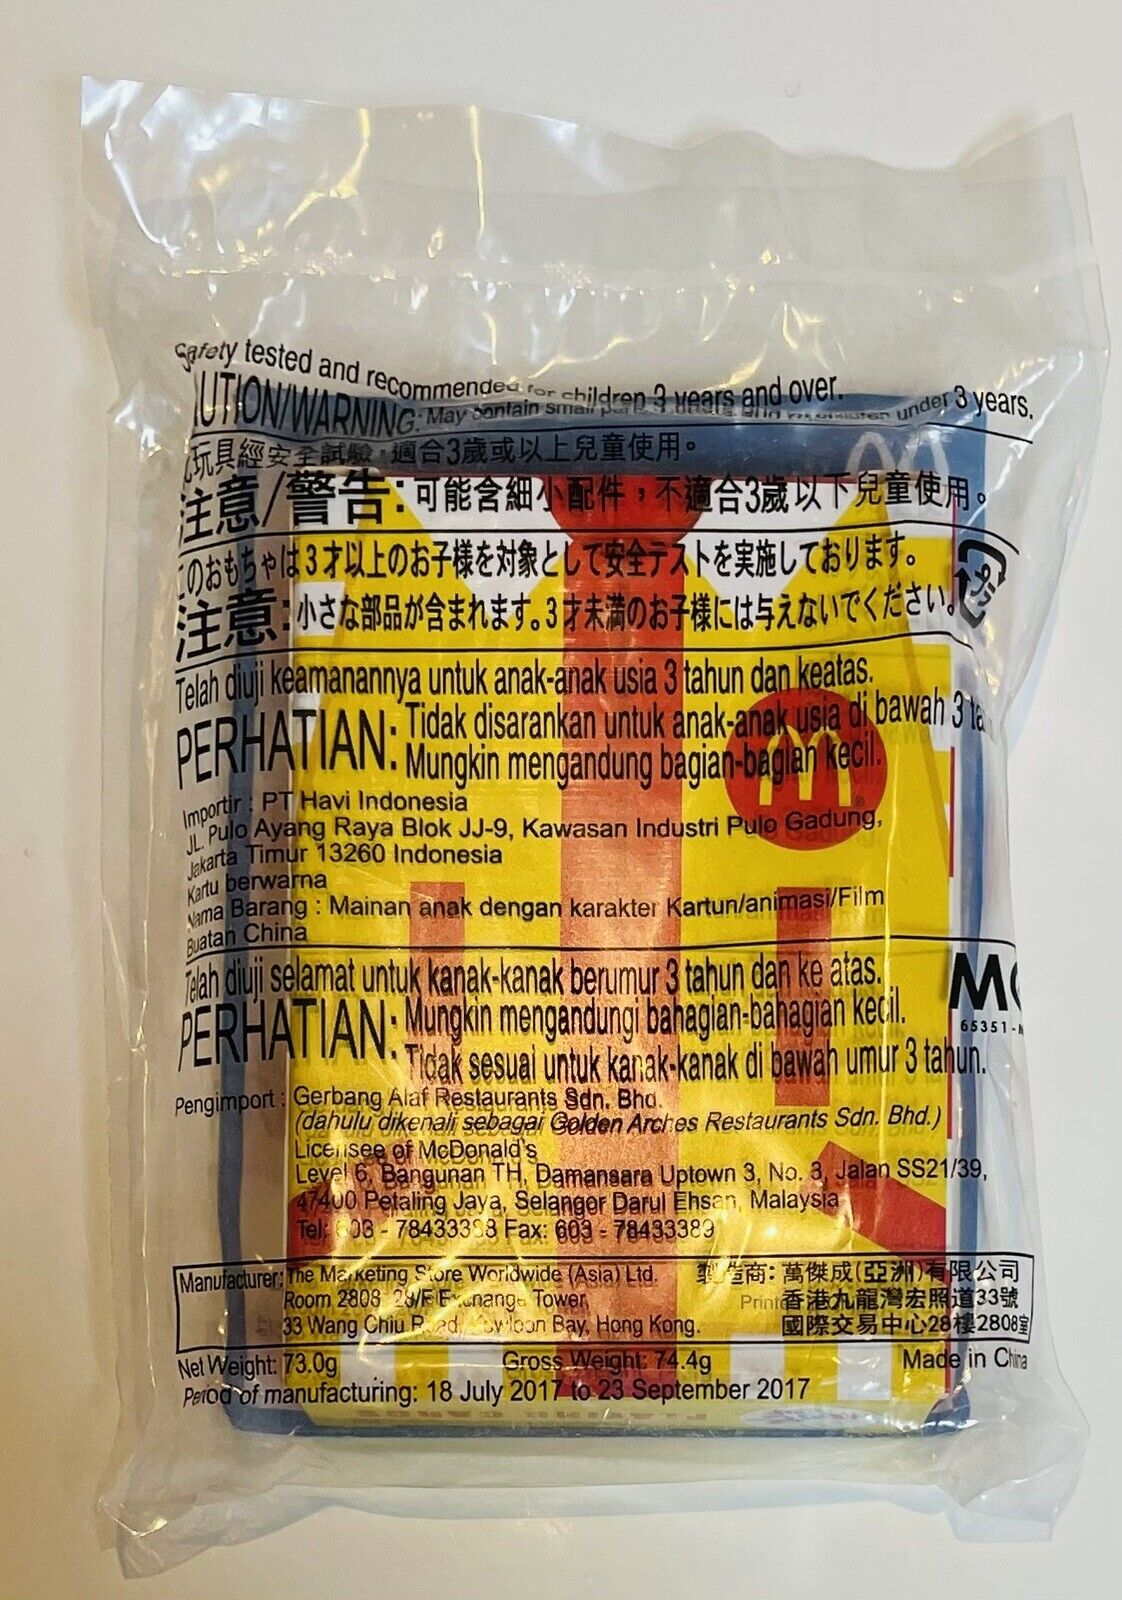 Safety tested and recommended for children 3 years and over.
AUTION/WARNING: May contain small parts under 3 years.
玩具經安全試驗,適合3歲或以上兒童使用。
注意/警告:可能含細小配件,不適合3歲以下兒童使用。
このおもちゃは3才以上のお子様を対象として安全テストを実施しております。
注意:小さな部品が含まれます。3才未満のお子様には与えないでください。
プラ
Telah diuji keamanannya untuk anak-anak usia 3 tahun dan keatas.
PERHATIAN: Tidak disarankan untuk anak-anak usia di bawah 3 ta
Mungkin mengandung bagian-bagian kecil.
Importir : PT Havi Indonesia
JL. Pulo Ayang Raya Blok JJ-9, Kawasan Industri Pulo Gadung,
Jakarta Timur 13260 Indonesia
Kartu berwarna
Nama Barang : Mainan anak dengan karakter Kartun/animasi/Film
Buatan China
Telah diuji selamat untuk kanak-kanak berumur 3 tahun dan ke atas.
PERHATIAN: Mungkin mengandungi bahagian-bahagian kecil.
Tidak sesuai untuk kanak-kanak di bawah umur 3 tahun.
MC
65351-
Pengimport : Gerbang Alaf Restaurants Sdn. Bhd.
(dahulu dikenali sebagai Golden Arches Restaurants Sdn. Bhd.)
Licensee of McDonald's
Level 6, Bangunan TH, Damansara Uptown 3, No. 3, Jalan SS21/39,
47400 Petaling Jaya, Selangor Darul Ehsan, Malaysia
Tel: 603 - 78433388 Fax: 603 - 78433389
Manufacturer: The Marketing Store Worldwide (Asia) Ltd.
Room 2808, 28/F Exchange Tower,
33 Wang Chiu Road, Kowloon Bay, Hong Kong.
製造商: 萬傑成(亞洲)有限公司
香港九龍灣宏照道33號
國際交易中心28樓2808室
Net Weight: 73.0g Gross Weight: 74.4g Made in China
Period of manufacturing: 18 July 2017 to 23 September 2017